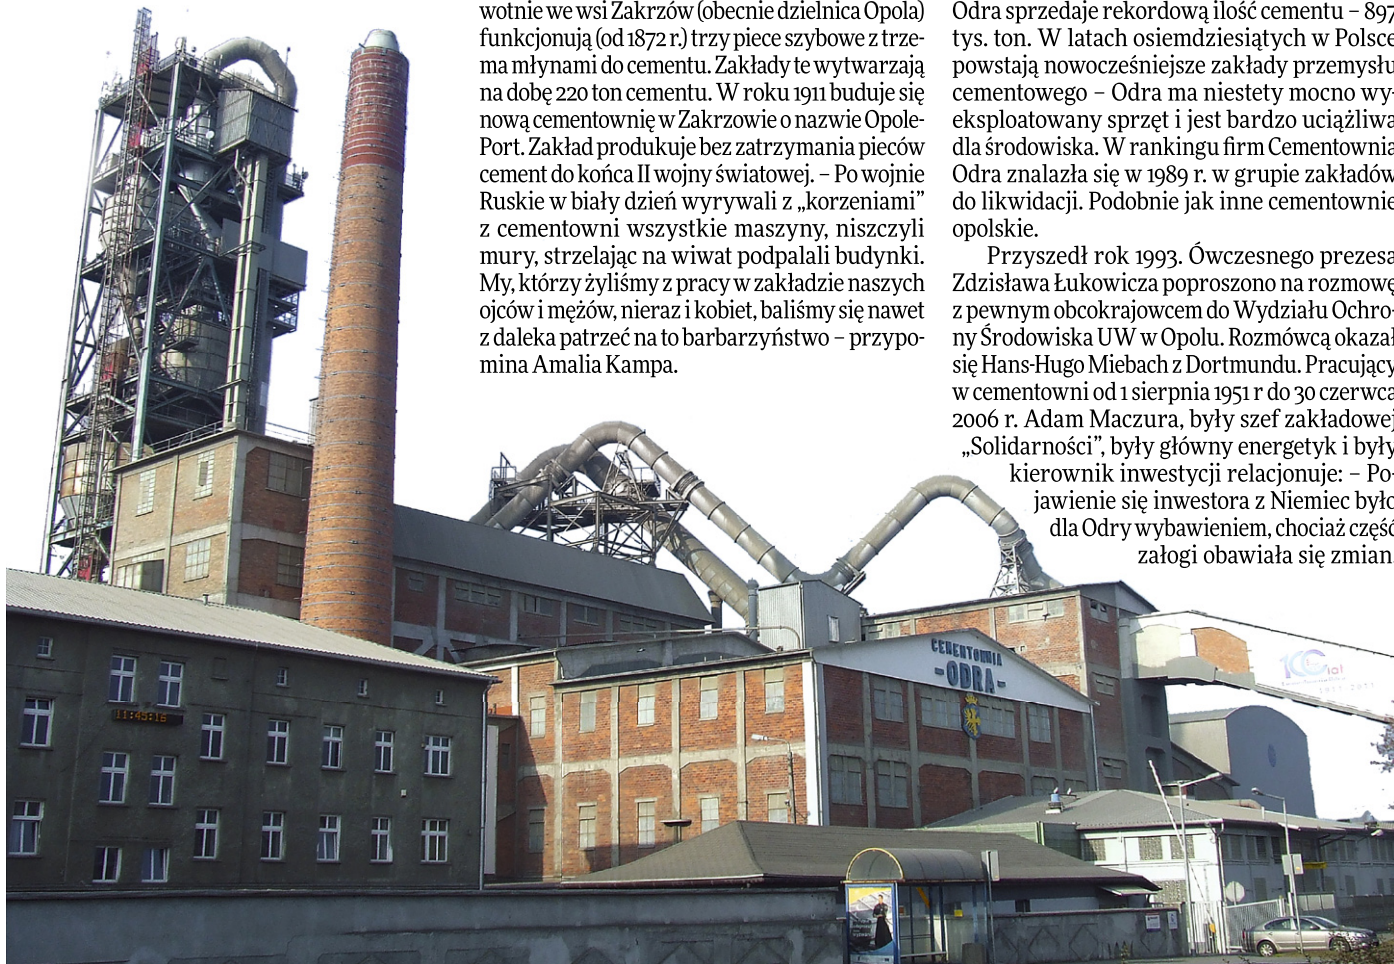 wotnie we wsi Zakrzów (obecnie dzielnica Opola)
funkcjonują (od 1872 r.) trzy piece szybowe z trze-
ma młynami do cementu. Zakłady te wytwarzają
na dobę 220 ton cementu. W roku 1911 buduje się
nową cementownię w Zakrzowie o nazwie Opole-
Port. Zakład produkuje bez zatrzymania pieców
cement do końca II wojny światowej. – Po wojnie
Ruskie w biały dzień wyrywali z „korzeniami”
z cementowni wszystkie maszyny, niszczyli
mury, strzelając na wiwat podpalali budynki.
My, którzy żyliśmy z pracy w zakładzie naszych
ojców i mężów, nieraz i kobiet, baliśmy się nawet
z daleka patrzeć na to barbarzyństwo – przypo-
mina Amalia Kampa.
Odra sprzedaje rekordową ilość cementu – 897
tys. ton. W latach osiemdziesiątych w Polsce
powstają nowocześniejsze zakłady przemysłu
cementowego – Odra ma niestety mocno wy-
eksploatowany sprzęt i jest bardzo uciążliwa
dla środowiska. W rankingu firm Cementownia
Odra znalazła się w 1989 r. w grupie zakładów
do likwidacji. Podobnie jak inne cementownie
opolskie.
Przyszedł rok 1993. Ówczesnego prezesa
Zdzisława Łukowicza poproszono na rozmowę
z pewnym obcokrajowcem do Wydziału Ochro-
ny Środowiska UW w Opolu. Rozmówcą okazał
się Hans-Hugo Miebach z Dortmundu. Pracujący
w cementowni od 1 sierpnia 1951 r do 30 czerwca
2006 r. Adam Maczura, były szef zakładowej
„Solidarności”, były główny energetyk i były
kierownik inwestycji relacjonuje: – Po-
jawienie się inwestora z Niemiec było
dla Odry wybawieniem, chociaż część
załogi obawiała się zmian.
CEMENTOWNIA
-ODRA-
100 lat
1911-2011
11:45:16